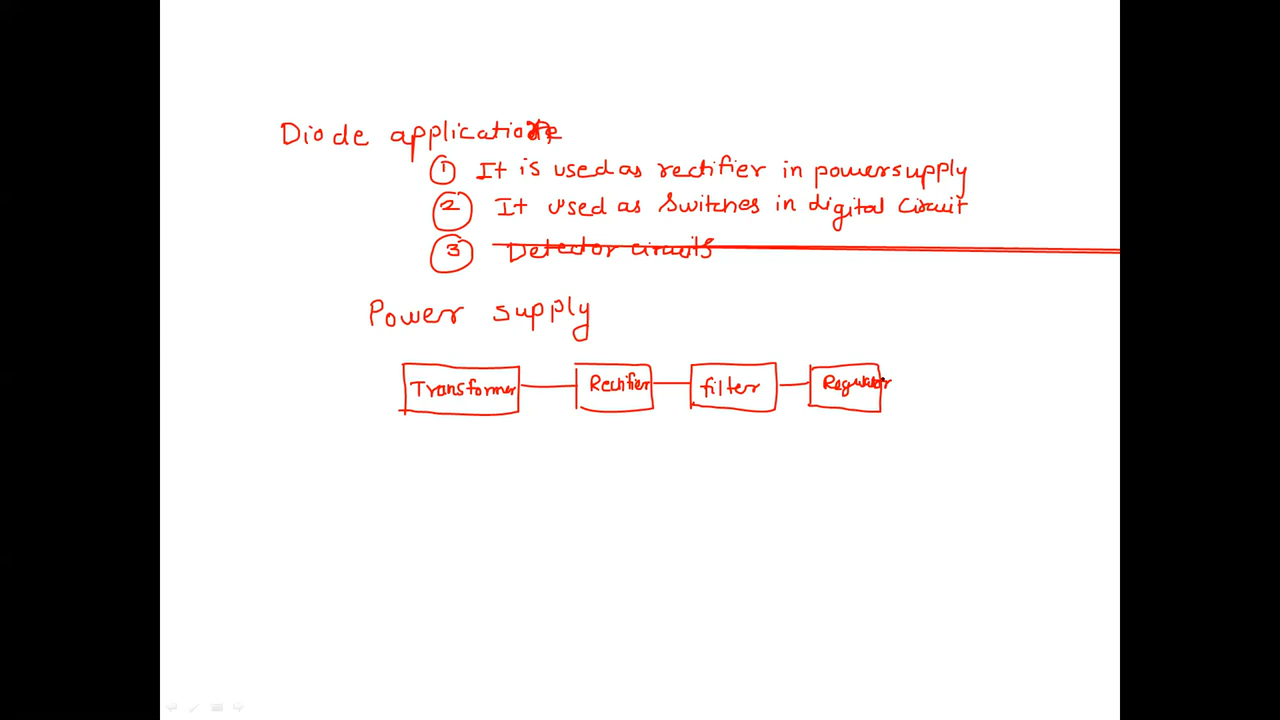 Diode application
① It is used as rectifier in powersupply
② It used as switches in digital circuit
③ Detector circuits
Power supply
Transformer Rectifier filter Regulator